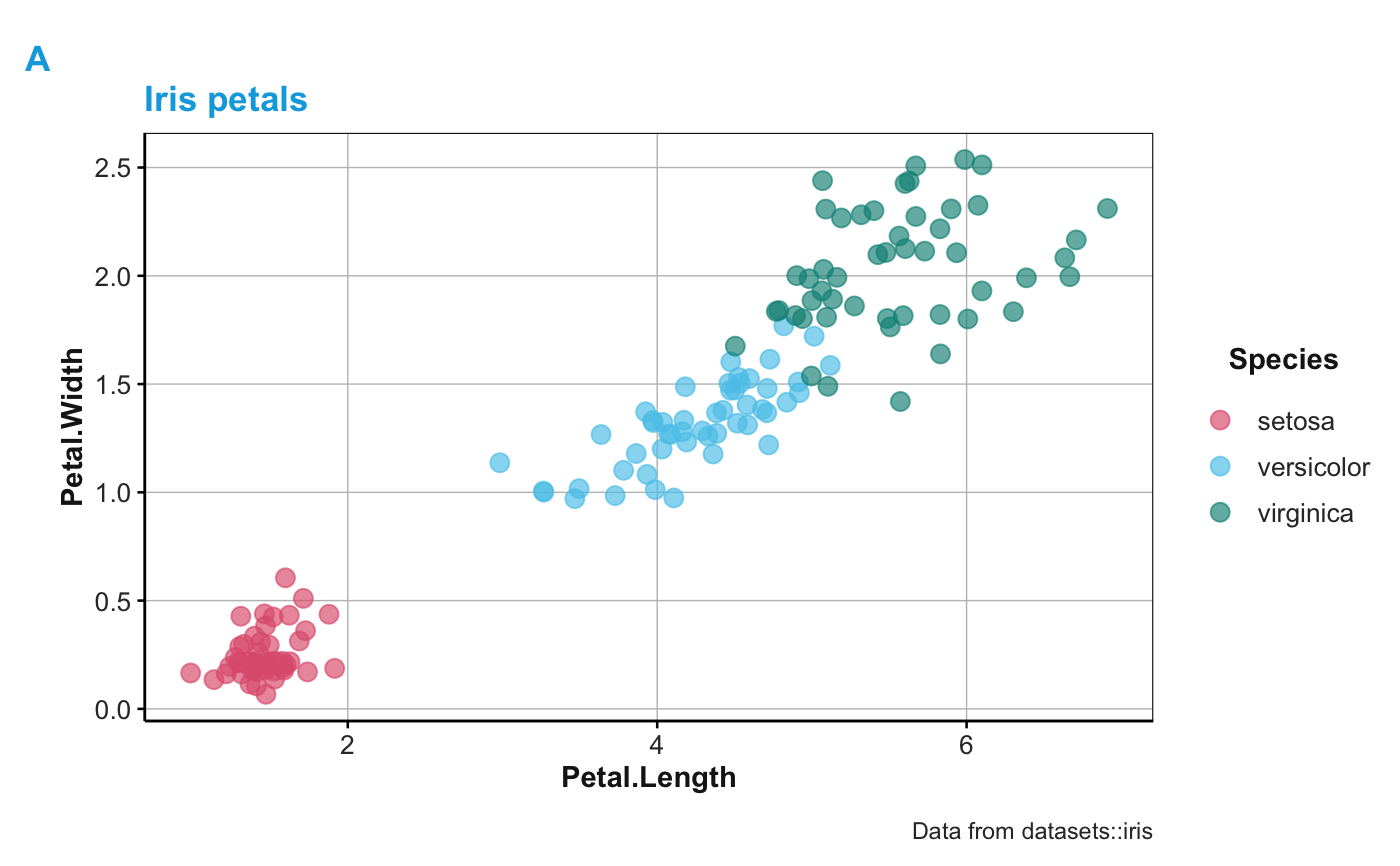 A
Iris petals
2.5
2.0
1.5
1.0
0.5
0.0
Petal.Width
2 4 6
Petal.Length
Species
setosa
versicolor
virginica
Data from datasets::iris